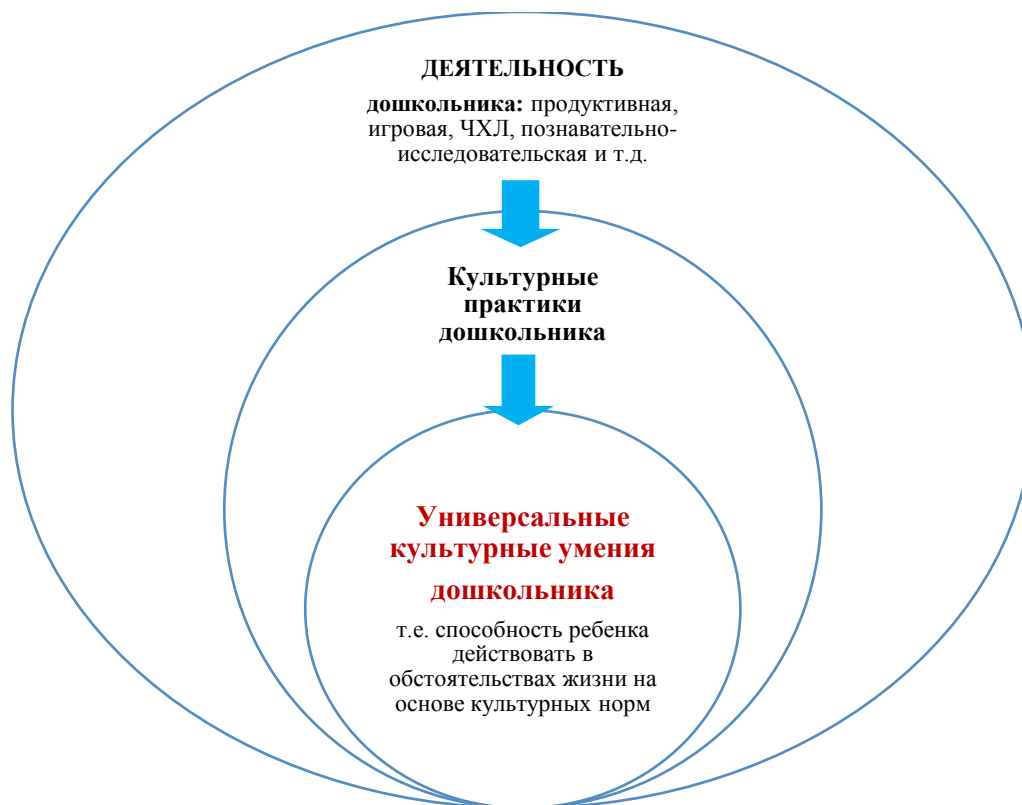 ДЕЯТЕЛЬНОСТЬ
дошкольника: продуктивная,
игровая, ЧХЛ, познавательно-
исследовательская и т.д.
Культурные
практики
дошкольника
Универсальные
культурные умения
дошкольника
т.е. способность ребенка
действовать в
обстоятельствах жизни на
основе культурных норм